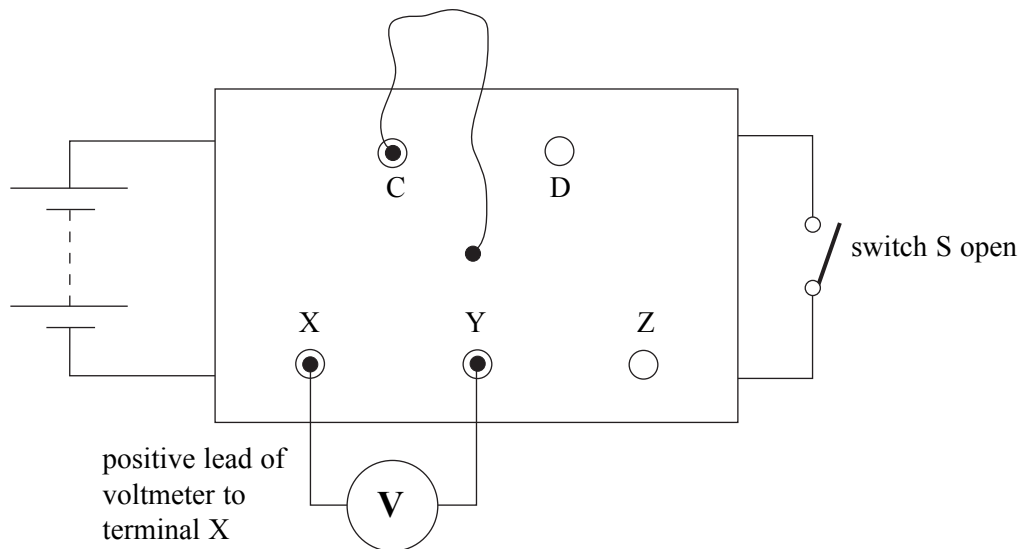 C
D
switch S open
X
Y
Z
positive lead of
voltmeter to
terminal X
V